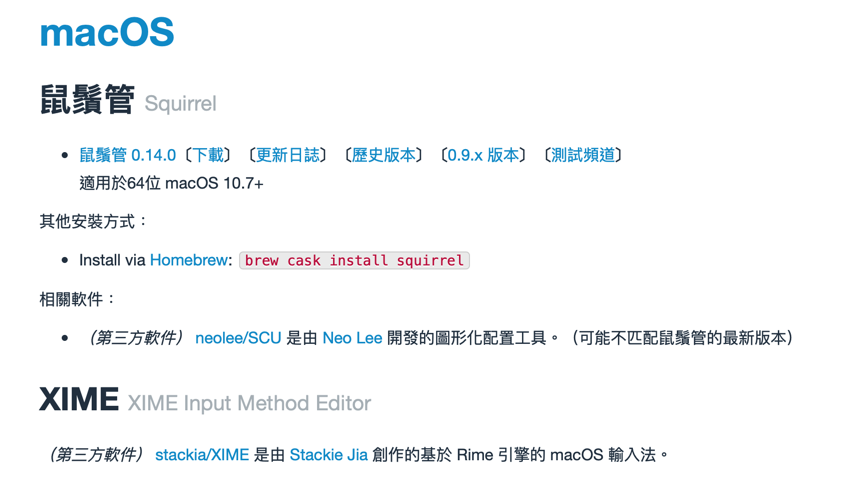 macOS
鼠鬚管 Squirrel
• 鼠鬚管 0.14.0〔下載〕〔更新日誌〕〔歷史版本〕〔0.9.x 版本〕〔測試頻道〕
適用於64位 macOS 10.7+
其他安裝方式：
• Install via Homebrew: brew cask install squirrel
相關軟件：
• （第三方軟件） neolee/SCU 是由 Neo Lee 開發的圖形化配置工具。（可能不匹配鼠鬚管的最新版本）
XIME XIME Input Method Editor
（第三方軟件） stackia/XIME 是由 Stackie Jia 創作的基於 Rime 引擎的 macOS 輸入法。